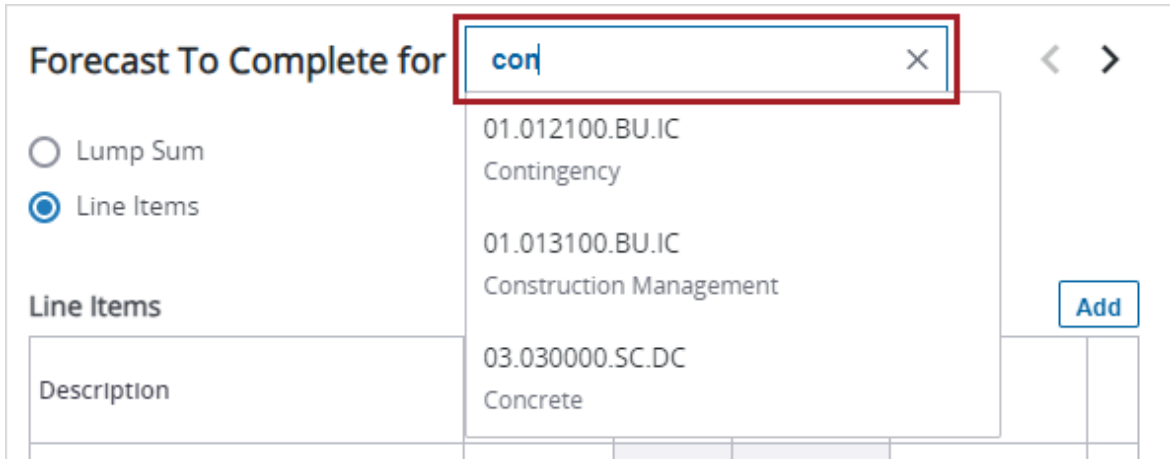 Forecast To Complete for con
Lump Sum
Line Items
01.012100.BU.IC
Contingency
01.013100.BU.IC
Construction Management
03.030000.SC.DC
Concrete
Line Items
Add
Description